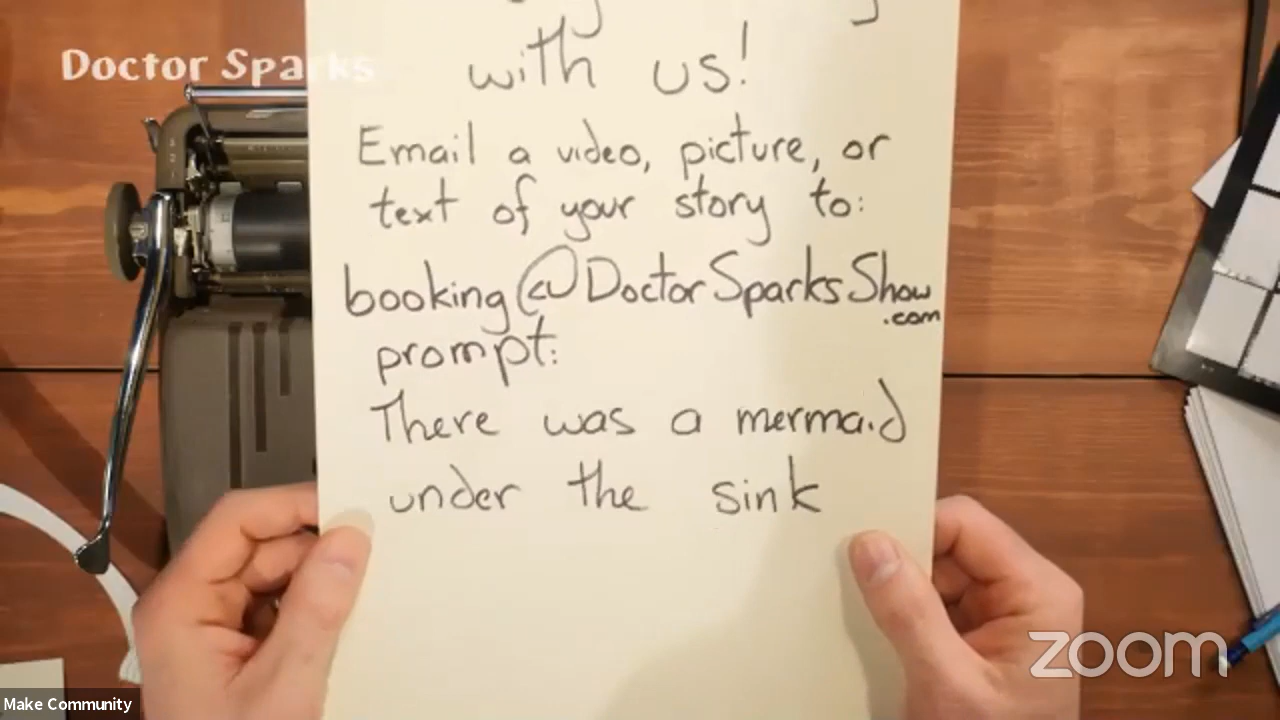 Doctor Sparks
with us!
Email a video, picture, or
text of your story to:
booking@DoctorSparksShow
.com
prompt:
There was a mermaid
under the sink
zoom
Make Community